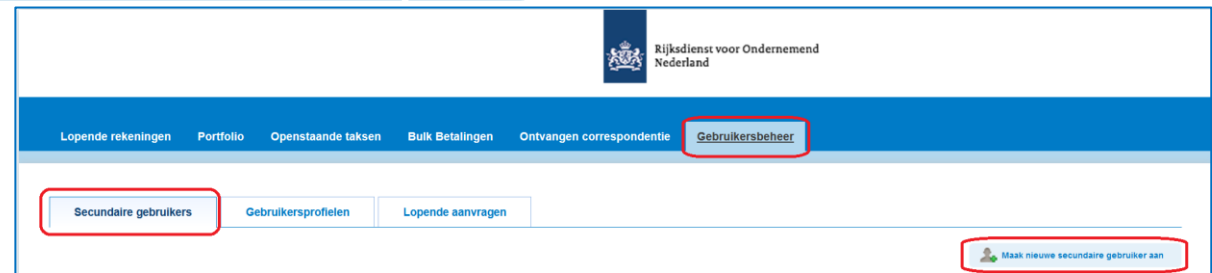 Rijksdienst voor Ondernemend
Nederland
Lopende rekeningen Portfolio Openstaande taksen Bulk Betalingen Ontvangen correspondentie Gebruikersbeheer
Secundaire gebruikers Gebruikersprofielen Lopende aanvragen
Maak nieuwe secundaire gebruiker aan